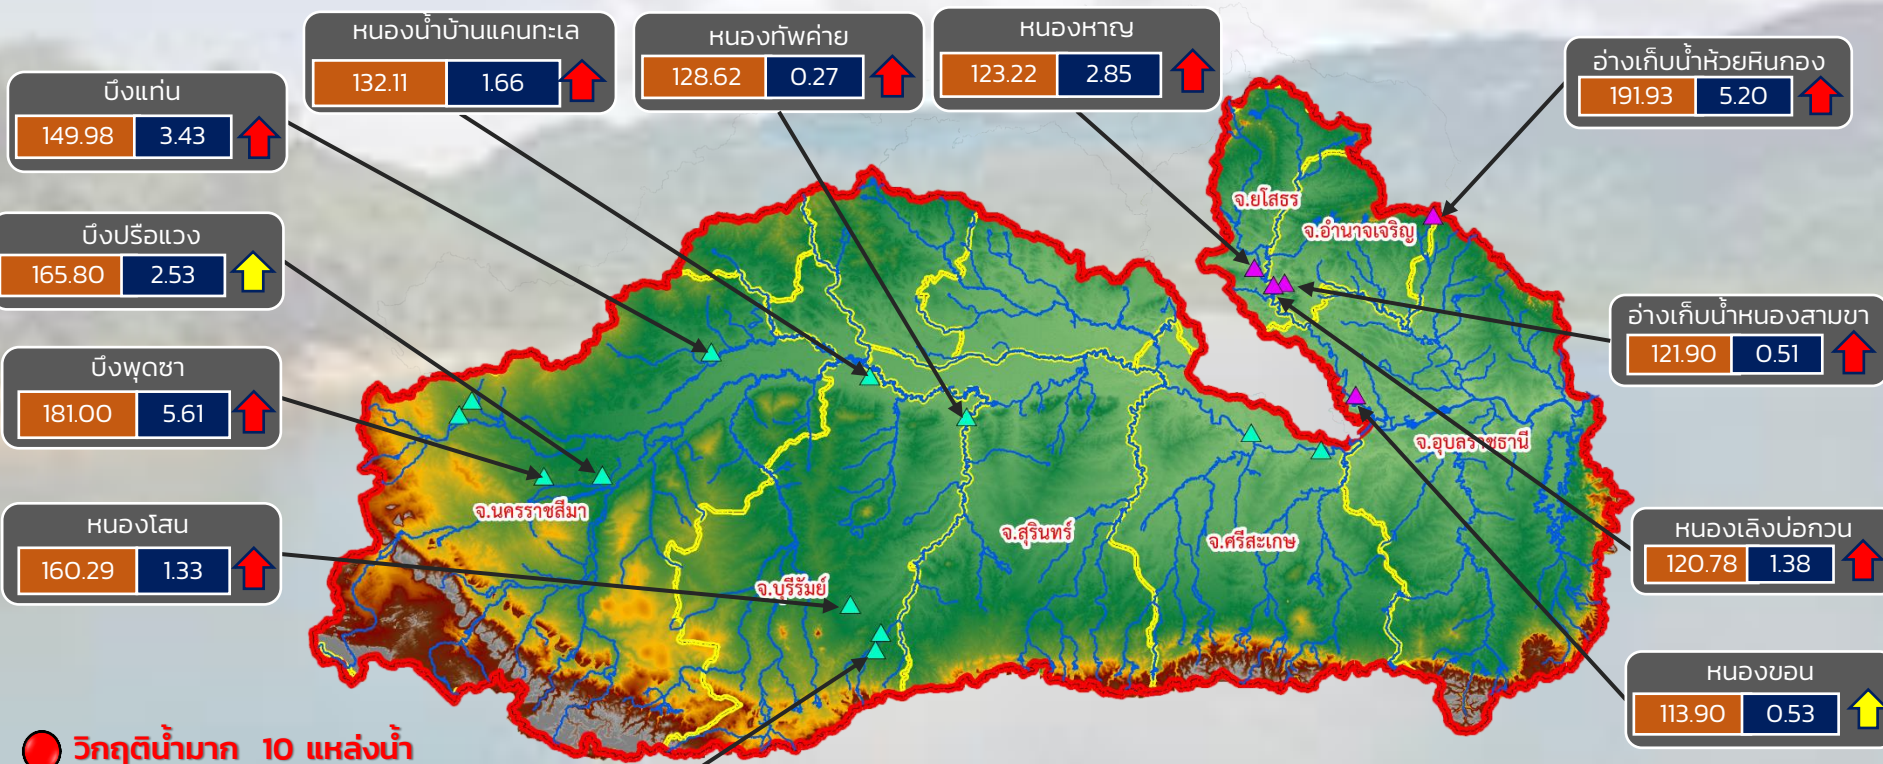 หนองน้ำบ้านแคนทะเล
132.11 1.66
หนองทัพค่าย
128.62 0.27
หนองหาญ
123.22 2.85
อ่างเก็บน้ำห้วยหินกอง
191.93 5.20
บึงแท่น
149.98 3.43
บึงปรือแวง
165.80 2.53
บึงพุดซา
181.00 5.61
หนองโสน
160.29 1.33
อ่างเก็บน้ำหนองสามขา
121.90 0.51
หนองเลิงบ่อกวน
120.78 1.38
หนองขอน
113.90 0.53
จ.ยโสธร
จ.อำนาจเจริญ
จ.อุบลราชธานี
จ.นครราชสีมา
จ.สุรินทร์
จ.ศรีสะเกษ
จ.บุรีรัมย์
วิกฤติน้ำมาก 10 แหล่งน้ำ